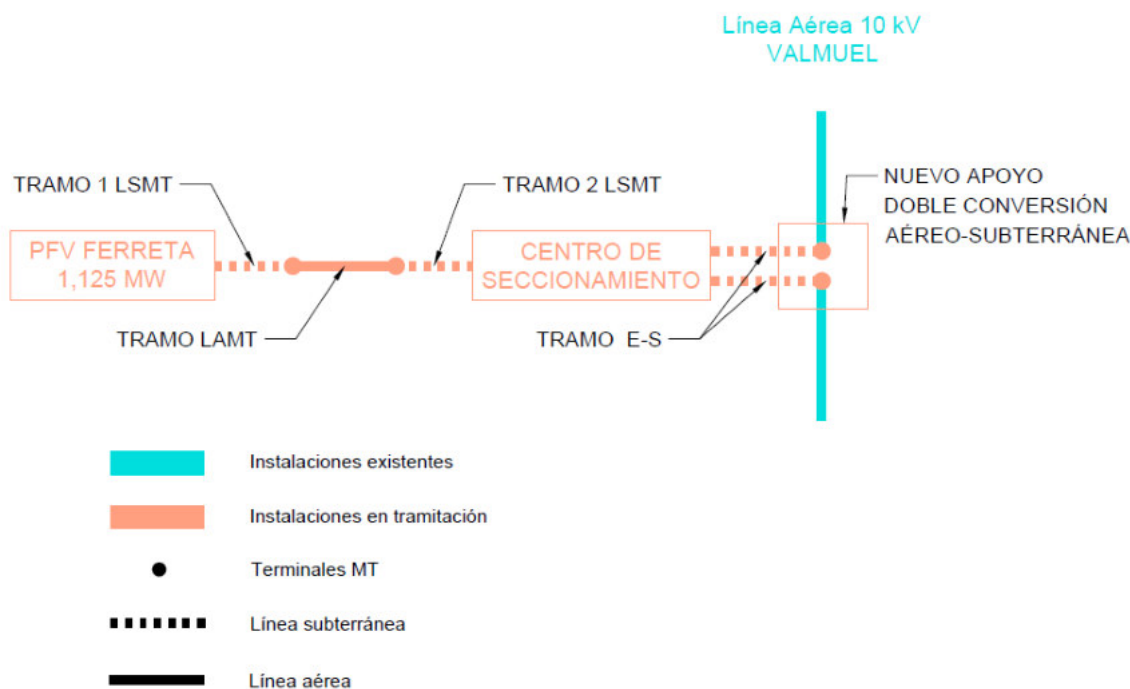 Línea Aérea 10 kV
VALMUEL
TRAMO 1 LSMT
TRAMO 2 LSMT
NUEVO APOYO
DOBLE CONVERSIÓN
AÉREO-SUBTERRÁNEA
PFV FERRETA
1,125 MW
CENTRO DE
SECCIONAMIENTO
TRAMO LAMT
TRAMO E-S
Instalaciones existentes
Instalaciones en tramitación
Terminales MT
Línea subterránea
Línea aérea